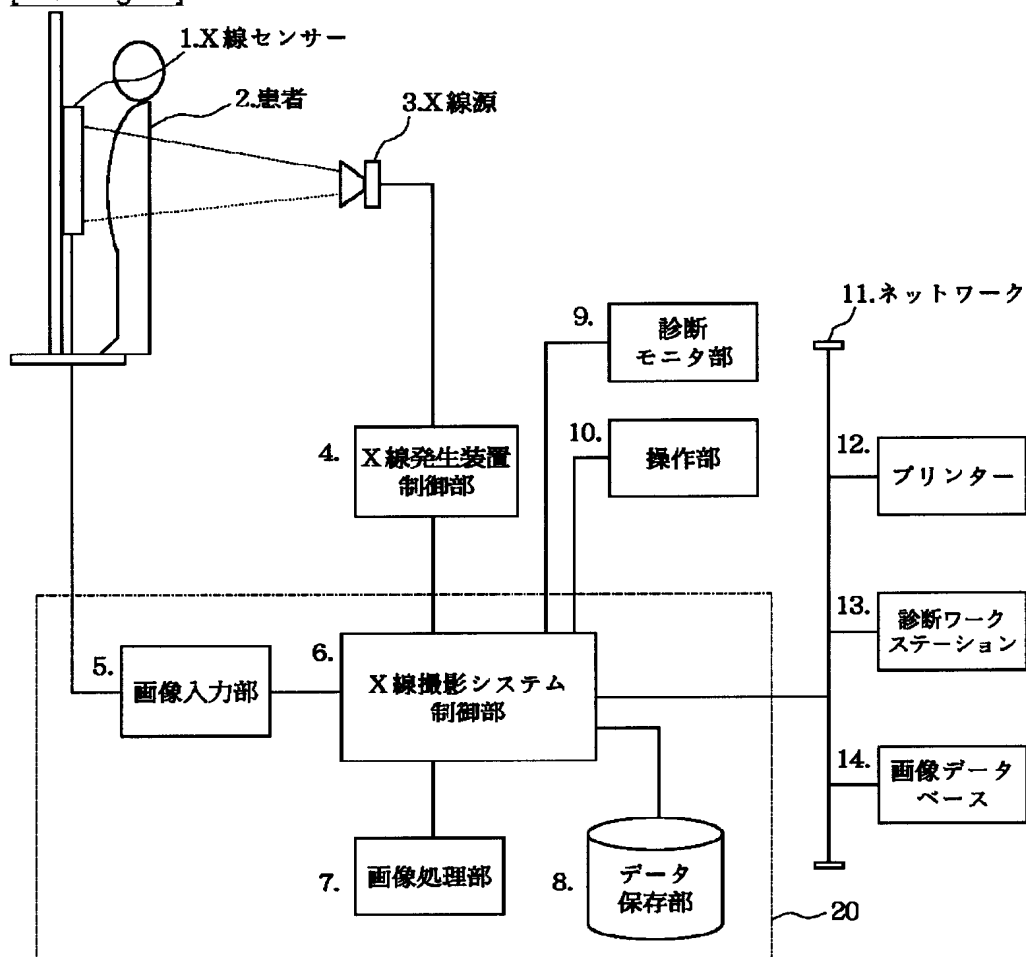 1.X線センサー
2.患者
3.X線源
11.ネットワーク
9.
診断
モニタ部
10.
操作部
4.
X線発生装置
制御部
12.
プリンター
13.
診断ワーク
ステーション
5.
画像入力部
6.
X線撮影システム
制御部
14.
画像データ
ベース
7.
画像処理部
8.
データ
保存部
20